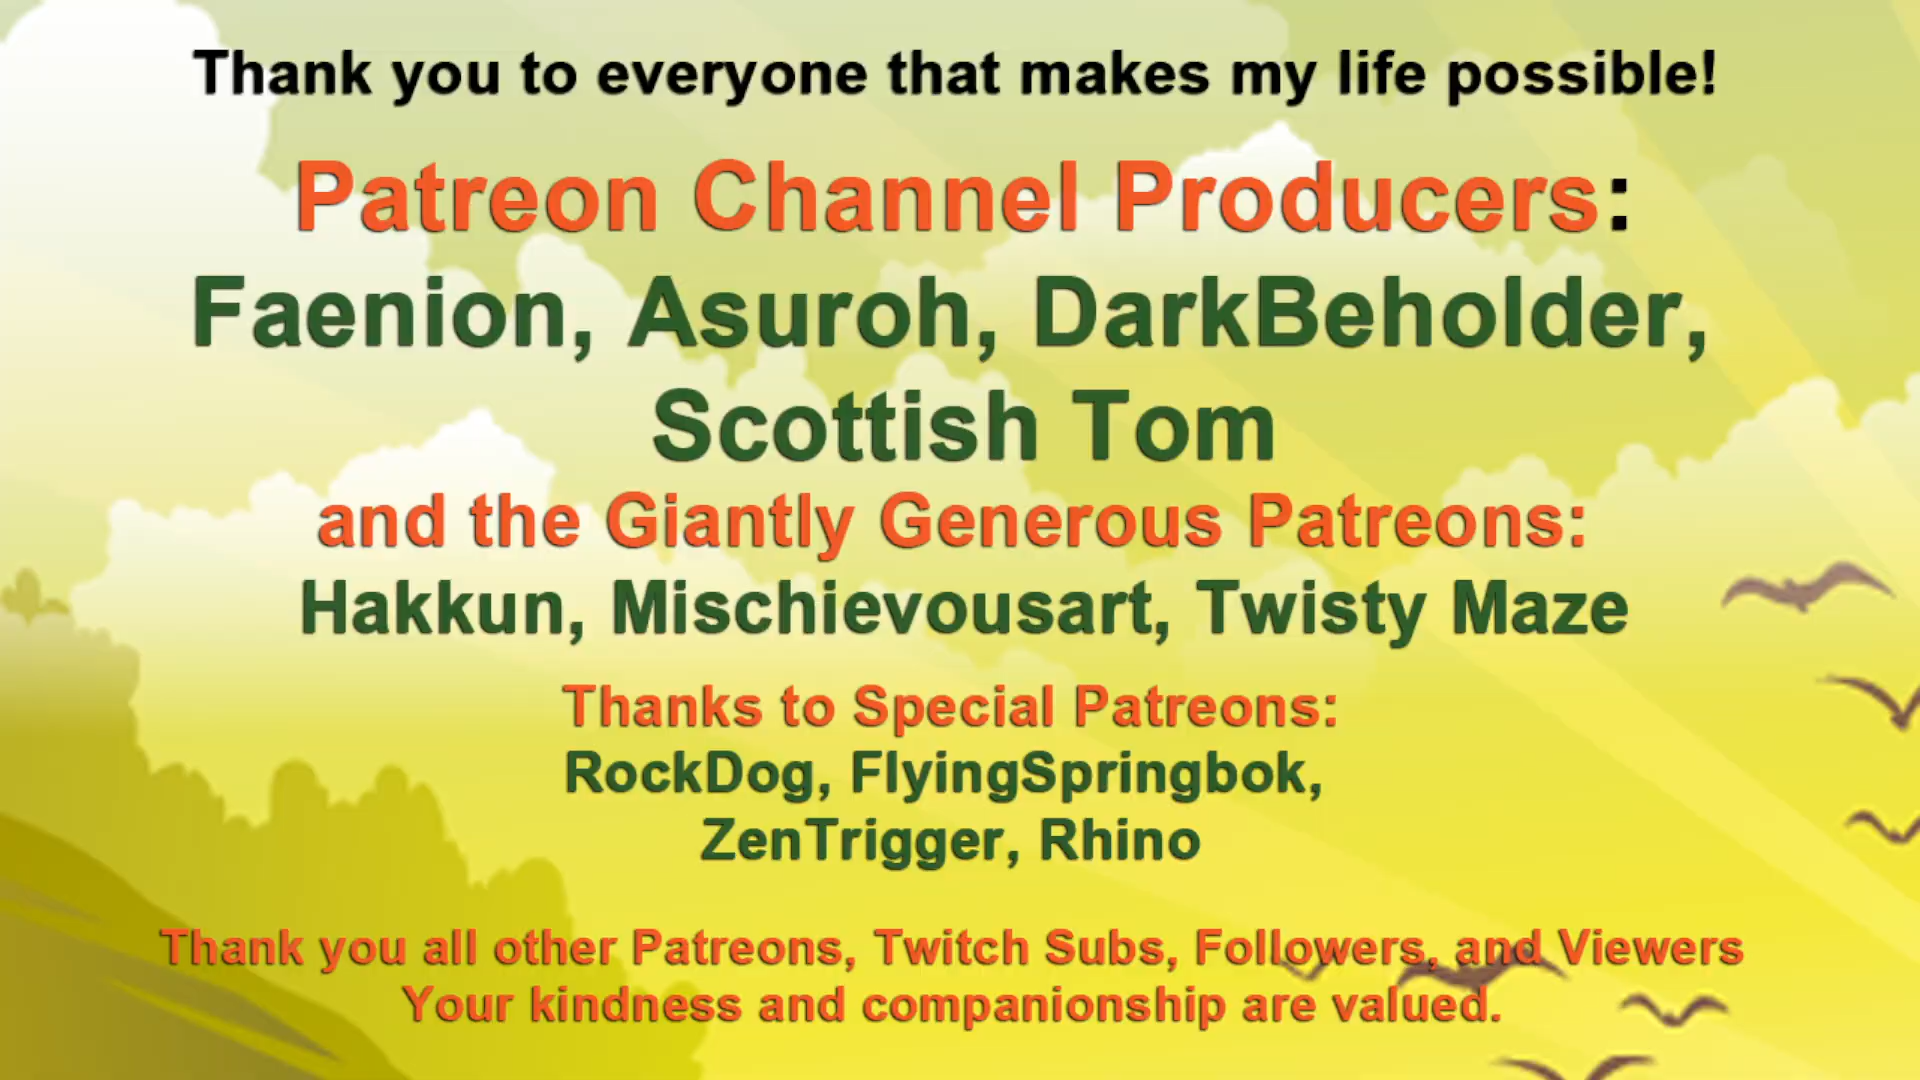 Thank you to everyone that makes my life possible!
Patreon Channel Producers:
Faenion, Asuroh, DarkBeholder,
Scottish Tom
and the Giantly Generous Patreons:
Hakkun, Mischievousart, Twisty Maze
Thanks to Special Patreons:
RockDog, FlyingSpringbok,
ZenTrigger, Rhino
Thank you all other Patreons, Twitch Subs, Followers, and Viewers
Your kindness and companionship are valued.